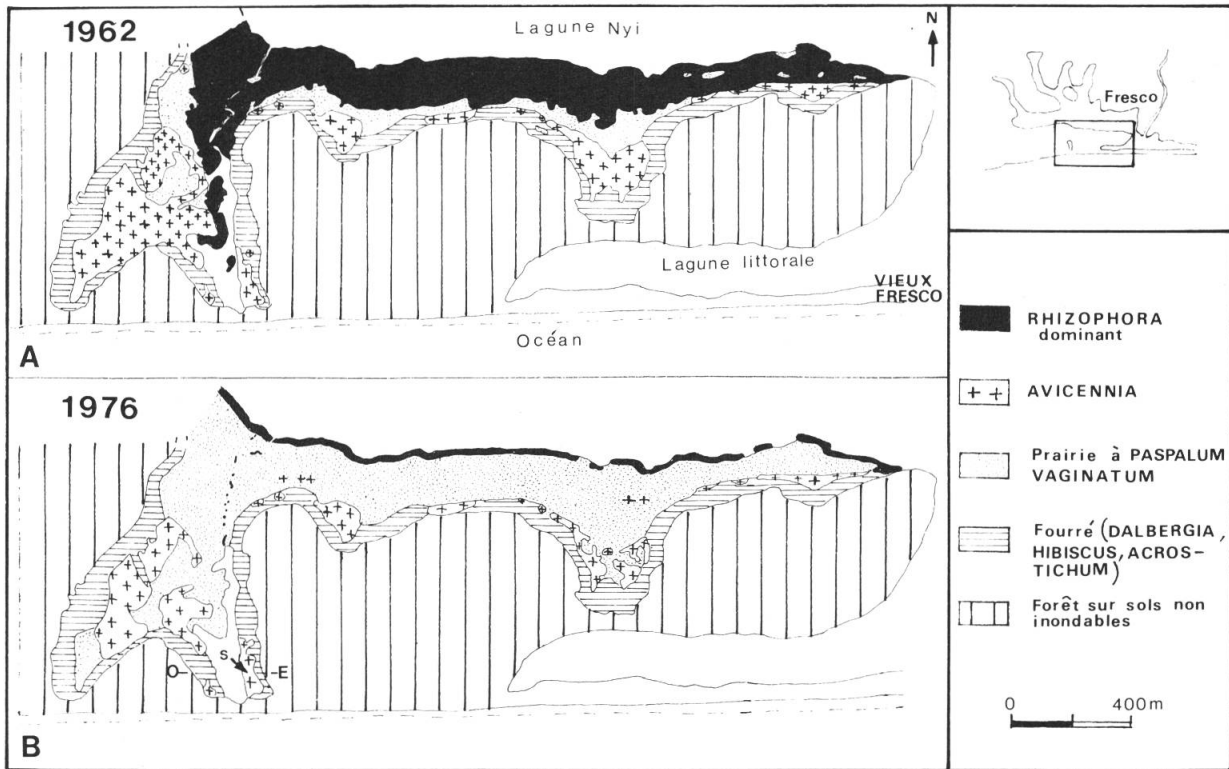 1962
Lagune Nyi
N
Lagune littorale
VIEUX
FRESCO
Océan
A
1976
S
O-
-E
B
Fresco
RHIZOPHORA
dominant
AVICENNIA
Prairie à PASPALUM
VAGINATUM
Fourré (DALBERGIA,
HIBISCUS, ACROS-
TICHUM)
Forêt sur sols non
inondables
0
400m